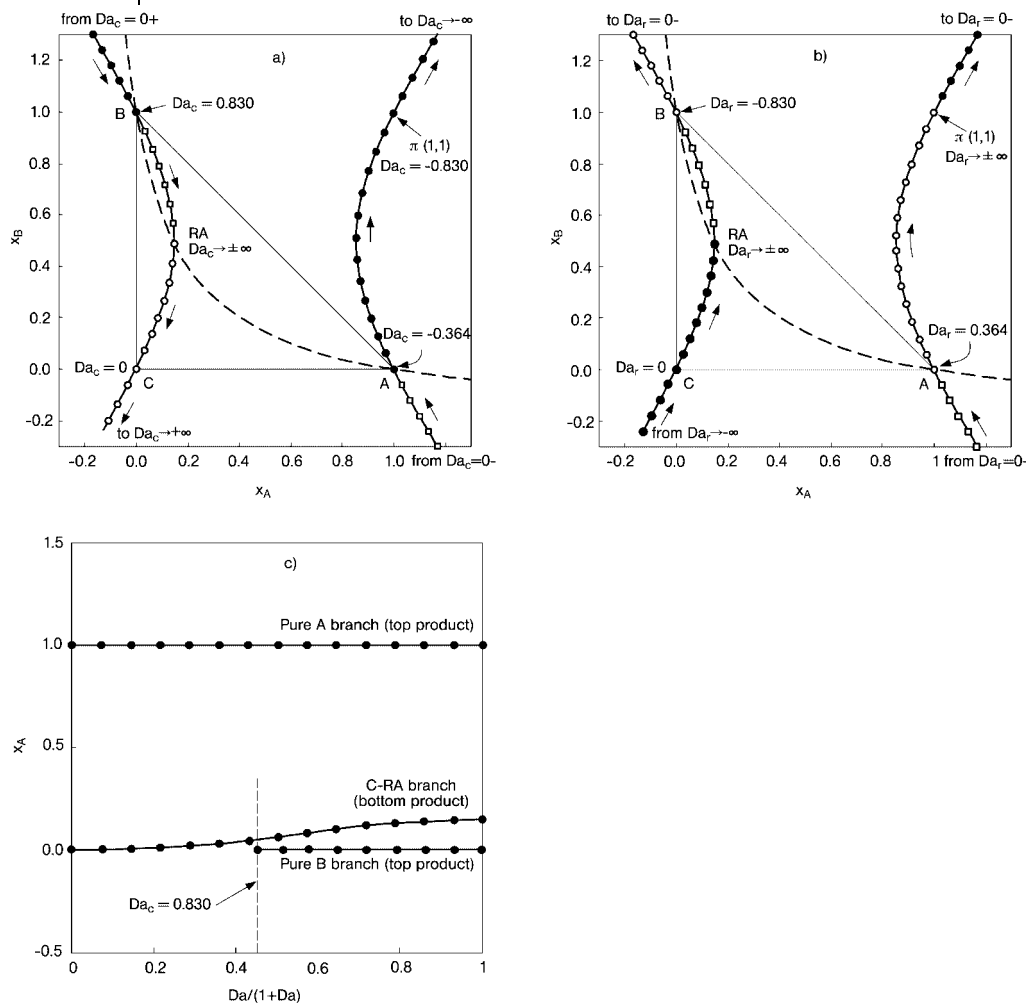 from Da_c = 0+
to Da_c→-∞
a)
1.2
1.0
0.8
0.6
0.4
0.2
0.0
-0.2
x_B
B
Da_c = 0.830
π (1,1)
Da_c = -0.830
RA
Da_c→±∞
Da_c = -0.364
Da_c = 0
C
A
to Da_c→+∞
from Da_c=0-
-0.2 0.0 0.2 0.4 0.6 0.8 1.0 1.2
x_A
to Da_r = 0-
to Da_r = 0-
b)
1.2
1.0
0.8
0.6
0.4
0.2
0.0
-0.2
x_B
B
Da_r = -0.830
π (1,1)
Da_r→±∞
RA
Da_r→±∞
Da_r = 0.364
Da_r = 0
C
A
from Da_r→-∞
from Da_r=0-
-0.2 0.0 0.2 0.4 0.6 0.8 1 1.2
x_A
c)
1.5
1.0
0.5
0.0
-0.5
x_A
Pure A branch (top product)
C-RA branch
(bottom product)
Pure B branch (top product)
Da_c = 0.830
0 0.2 0.4 0.6 0.8 1
Da/(1+Da)